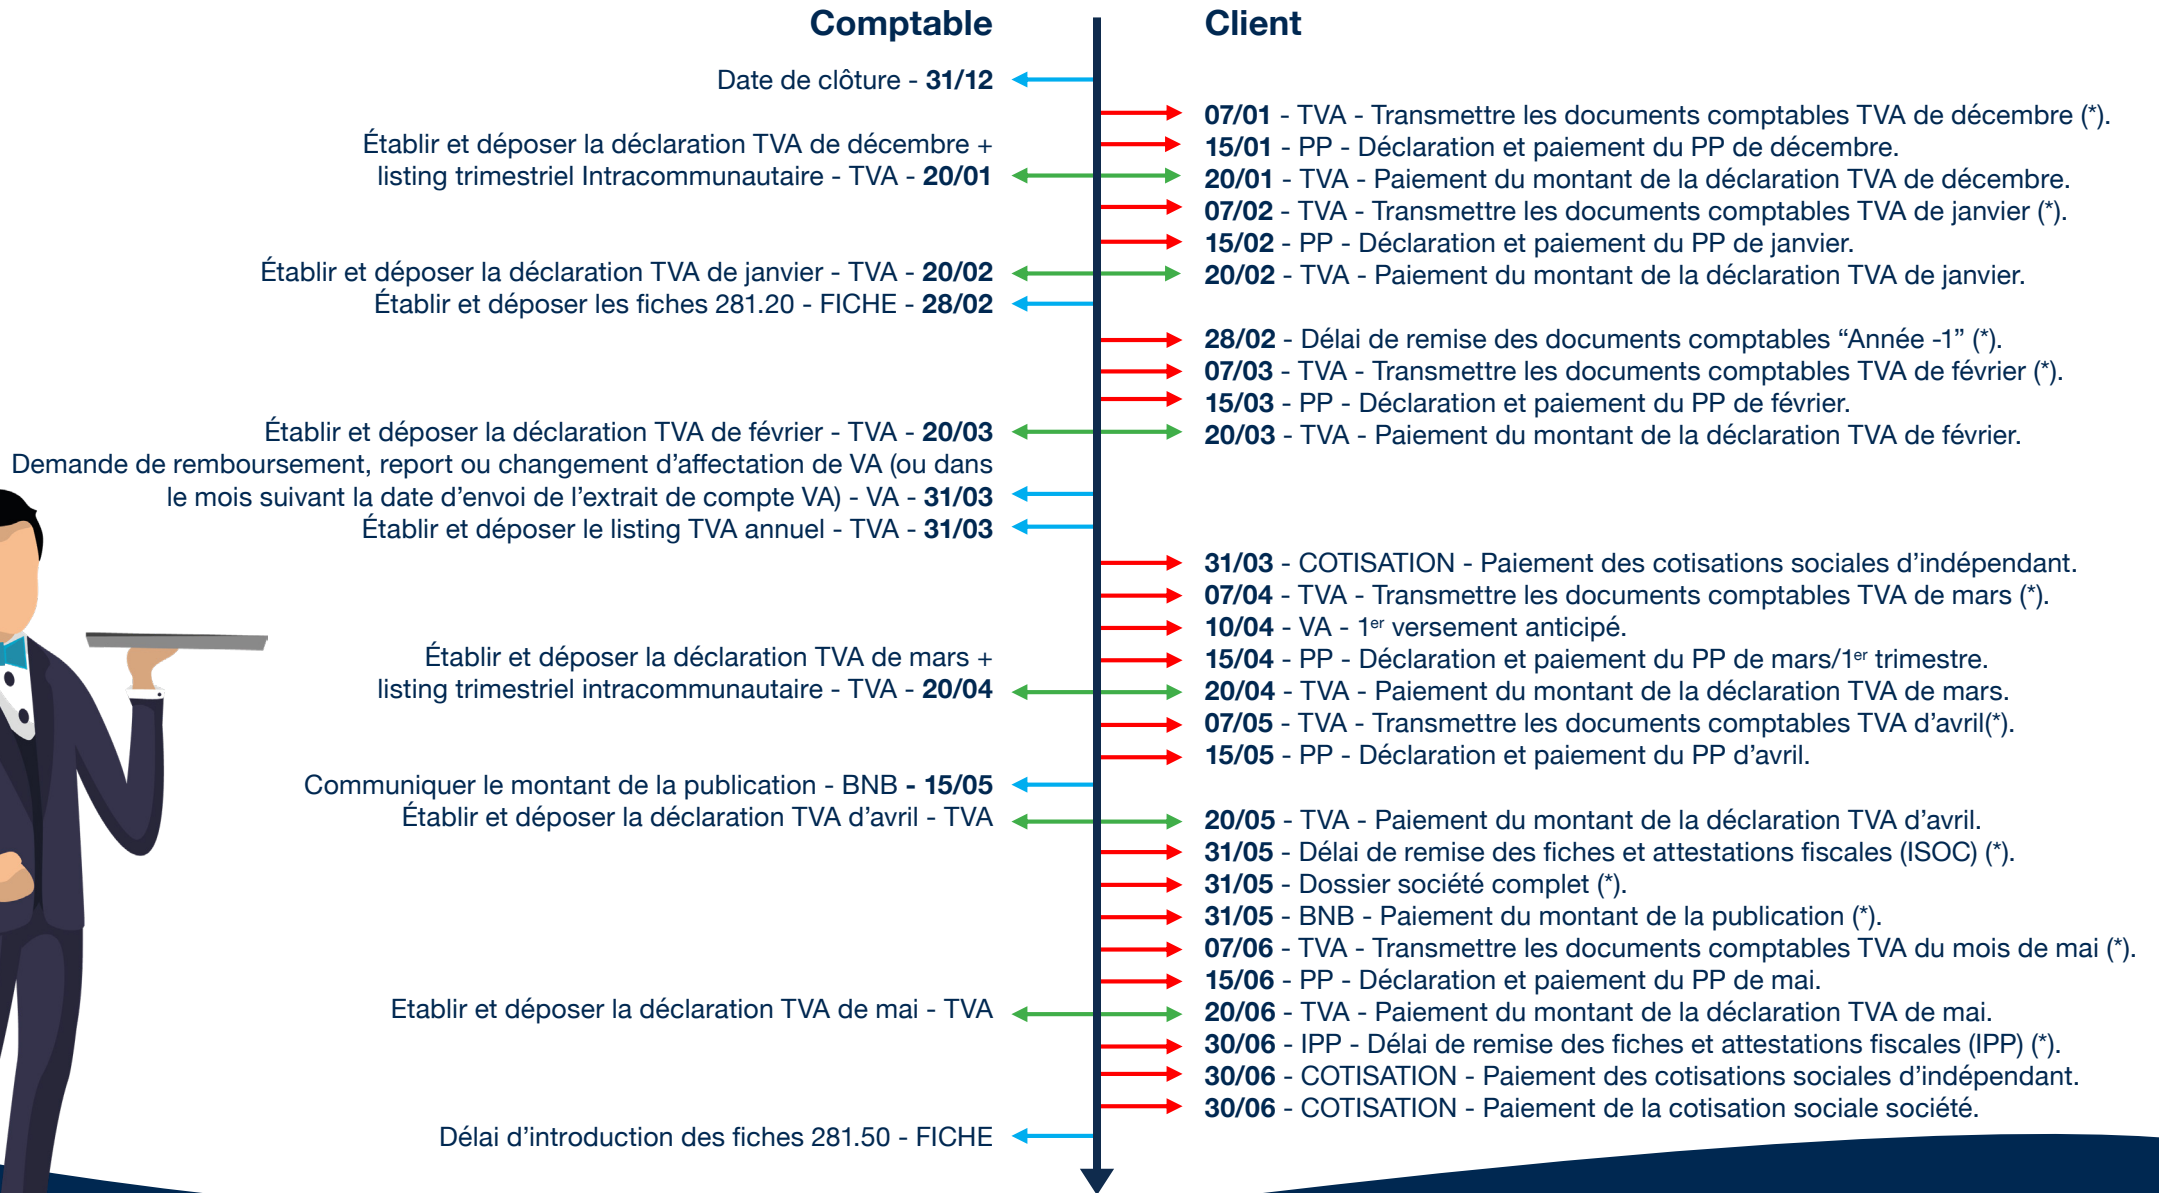 Comptable
Date de clôture - 31/12
Établir et déposer la déclaration TVA de décembre +
listing trimestriel Intracommunautaire - TVA - 20/01
Établir et déposer la déclaration TVA de janvier - TVA - 20/02
Établir et déposer les fiches 281.20 - FICHE - 28/02
Établir et déposer la déclaration TVA de février - TVA - 20/03
Demande de remboursement, report ou changement d’affectation de VA (ou dans
le mois suivant la date d’envoi de l’extrait de compte VA) - VA - 31/03
Établir et déposer le listing TVA annuel - TVA - 31/03
Établir et déposer la déclaration TVA de mars +
listing trimestriel intracommunautaire - TVA - 20/04
Communiquer le montant de la publication - BNB - 15/05
Établir et déposer la déclaration TVA d’avril - TVA
Etablir et déposer la déclaration TVA de mai - TVA
Délai d’introduction des fiches 281.50 - FICHE
Client
07/01 - TVA - Transmettre les documents comptables TVA de décembre (*).
15/01 - PP - Déclaration et paiement du PP de décembre.
20/01 - TVA - Paiement du montant de la déclaration TVA de décembre.
07/02 - TVA - Transmettre les documents comptables TVA de janvier (*).
15/02 - PP - Déclaration et paiement du PP de janvier.
20/02 - TVA - Paiement du montant de la déclaration TVA de janvier.
28/02 - Délai de remise des documents comptables “Année -1” (*).
07/03 - TVA - Transmettre les documents comptables TVA de février (*).
15/03 - PP - Déclaration et paiement du PP de février.
20/03 - TVA - Paiement du montant de la déclaration TVA de février.
31/03 - COTISATION - Paiement des cotisations sociales d’indépendant.
07/04 - TVA - Transmettre les documents comptables TVA de mars (*).
10/04 - VA - 1er versement anticipé.
15/04 - PP - Déclaration et paiement du PP de mars/1er trimestre.
20/04 - TVA - Paiement du montant de la déclaration TVA de mars.
07/05 - TVA - Transmettre les documents comptables TVA d’avril(*).
15/05 - PP - Déclaration et paiement du PP d’avril.
20/05 - TVA - Paiement du montant de la déclaration TVA d’avril.
31/05 - Délai de remise des fiches et attestations fiscales (ISOC) (*).
31/05 - Dossier société complet (*).
31/05 - BNB - Paiement du montant de la publication (*).
07/06 - TVA - Transmettre les documents comptables TVA du mois de mai (*).
15/06 - PP - Déclaration et paiement du PP de mai.
20/06 - TVA - Paiement du montant de la déclaration TVA de mai.
30/06 - IPP - Délai de remise des fiches et attestations fiscales (IPP) (*).
30/06 - COTISATION - Paiement des cotisations sociales d’indépendant.
30/06 - COTISATION - Paiement de la cotisation sociale société.